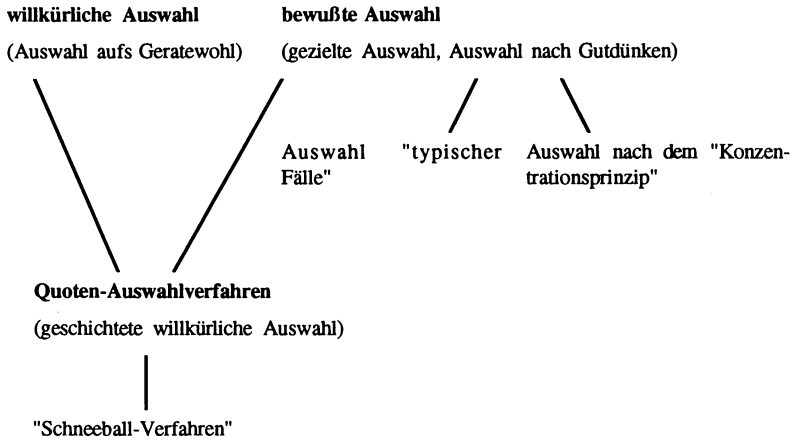 willkürliche Auswahl
bewußte Auswahl
(Auswahl aufs Geratewohl)
(gezielte Auswahl, Auswahl nach Gutdünken)
Auswahl "typischer
Fälle"
Auswahl nach dem "Konzen-
trationsprinzip"
Quoten-Auswahlverfahren
(geschichtete willkürliche Auswahl)
"Schneeball-Verfahren"